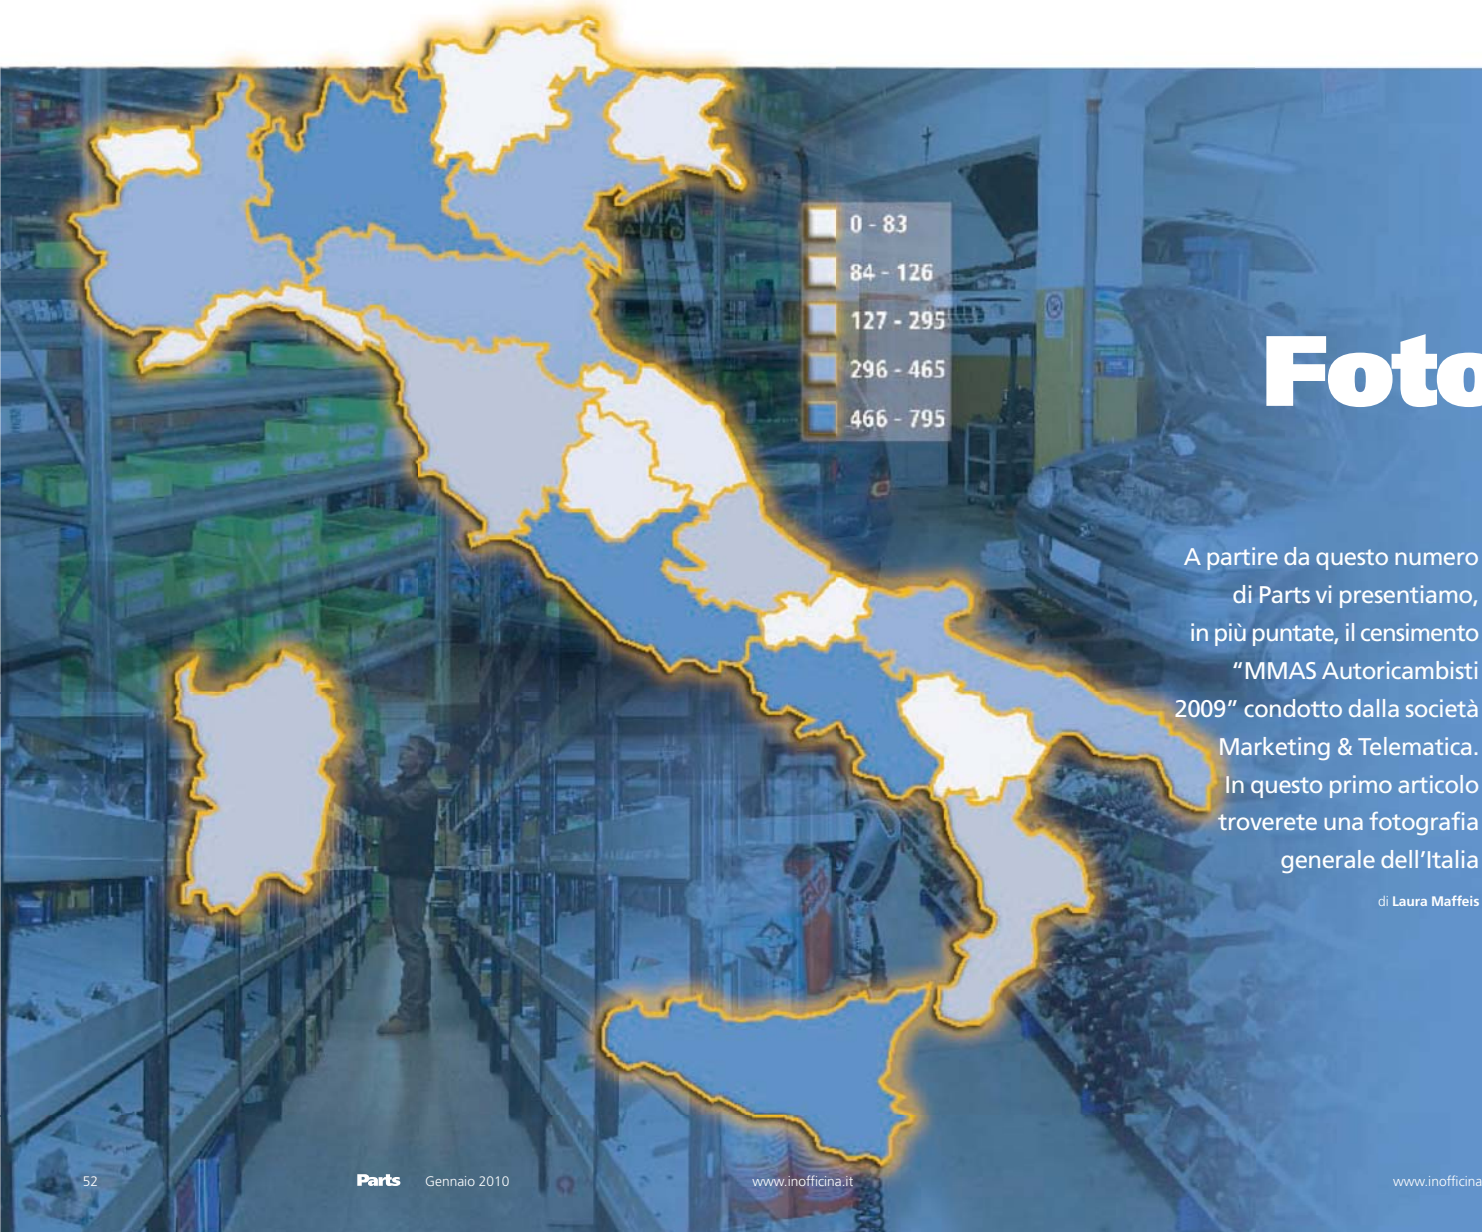 0 - 83
84 - 126
127 - 295
296 - 465
466 - 795
Foto
A partire da questo numero
di Parts vi presentiamo,
in più puntate, il censimento
“MMAS Autoricambisti
2009” condotto dalla società
Marketing & Telematica.
In questo primo articolo
troverete una fotografia
generale dell’Italia
di Laura Maffeis
52
Parts Gennaio 2010
www.inofficina.it
www.inofficina